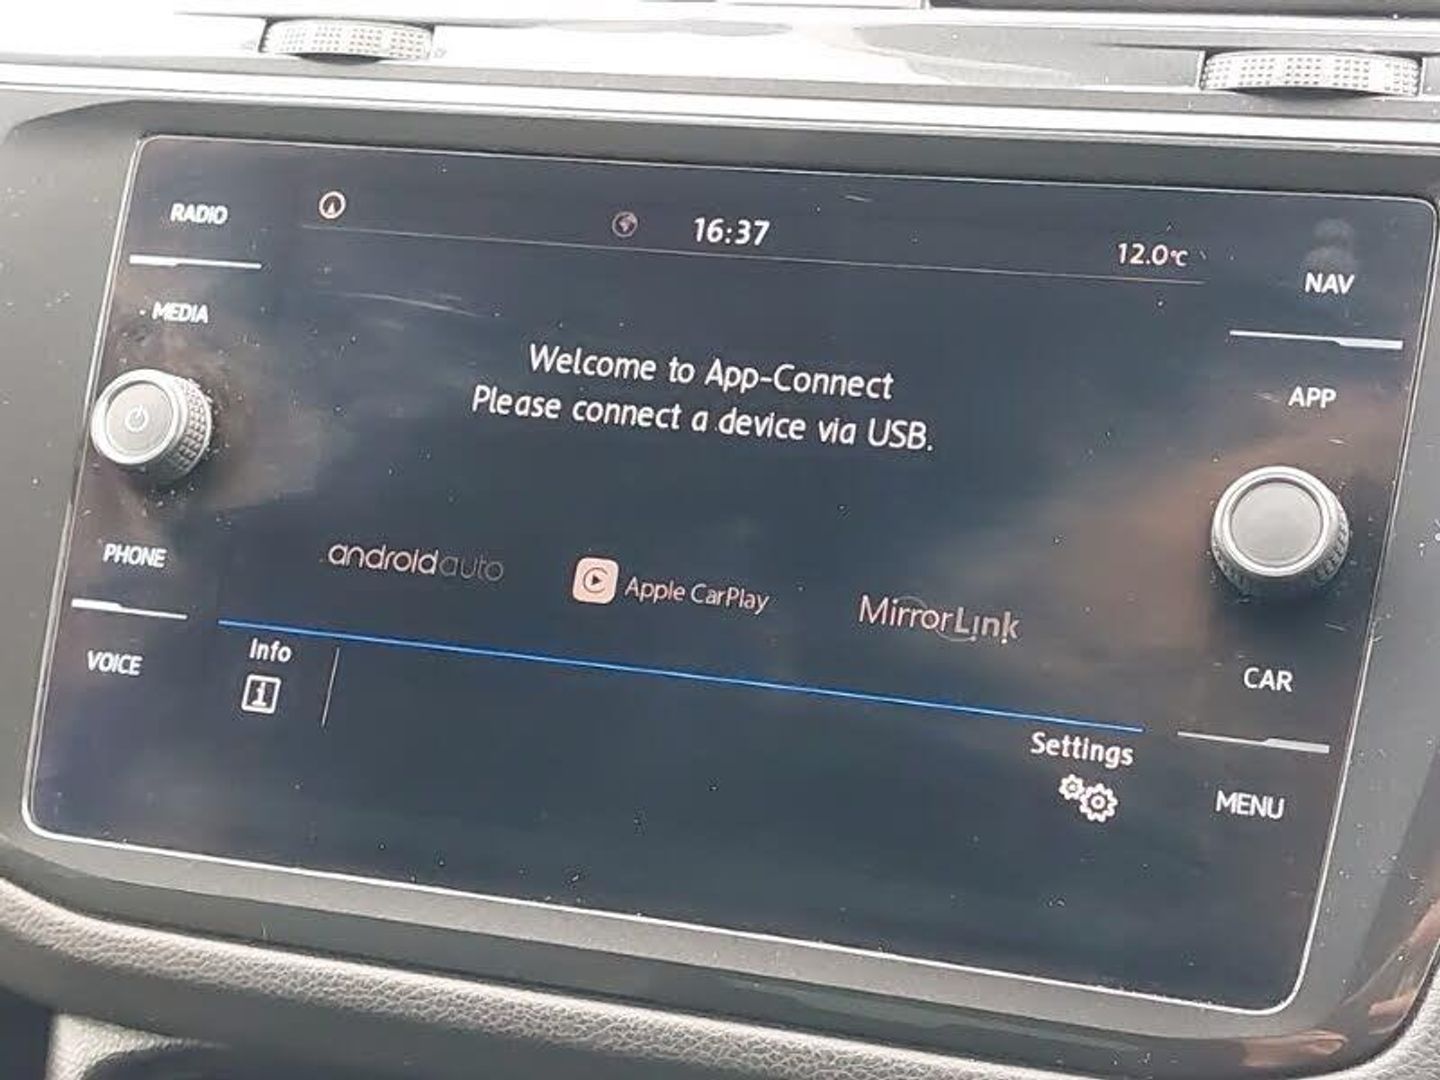 RADIO
16:37
12.0°C
NAV
MEDIA
Welcome to App-Connect
Please connect a device via USB.
APP
PHONE
androidauto
Apple CarPlay
MirrorLink
VOICE
Info
CAR
Settings
MENU